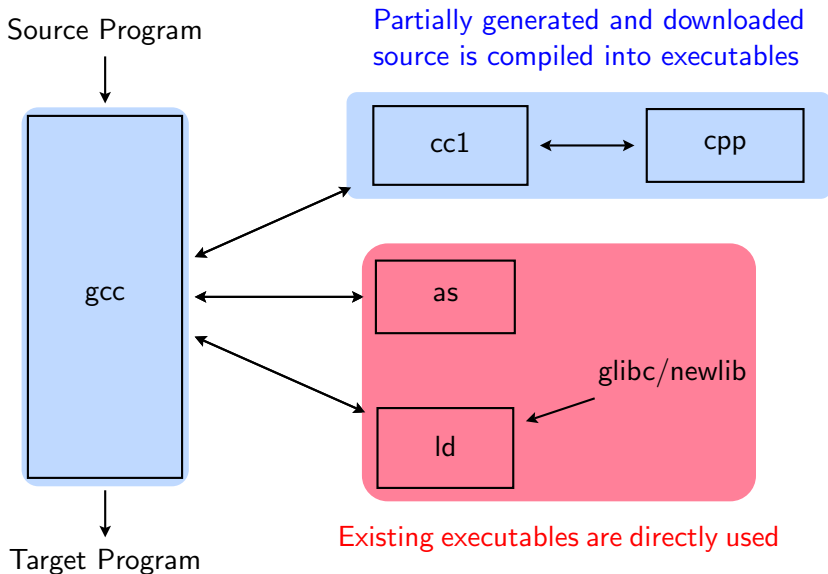 Source Program
Partially generated and downloaded
source is compiled into executables
cc1
cpp
gcc
as
glibc/newlib
ld
Existing executables are directly used
Target Program